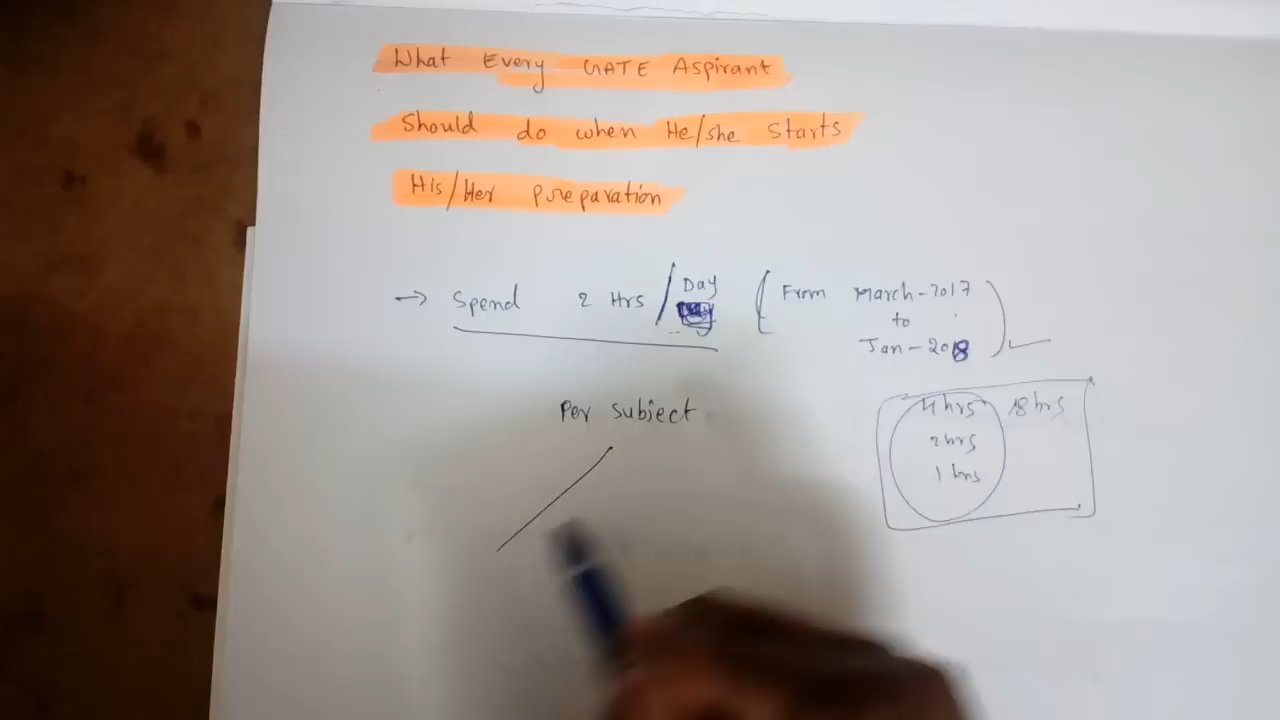 What Every GATE Aspirant
Should do when He/she starts
His/Her preparation
→ Spend 2 Hrs / Day (From March-2017
to
Jan-2018)
Per subject
4 hrs 18 hrs
2 hrs
1 hrs